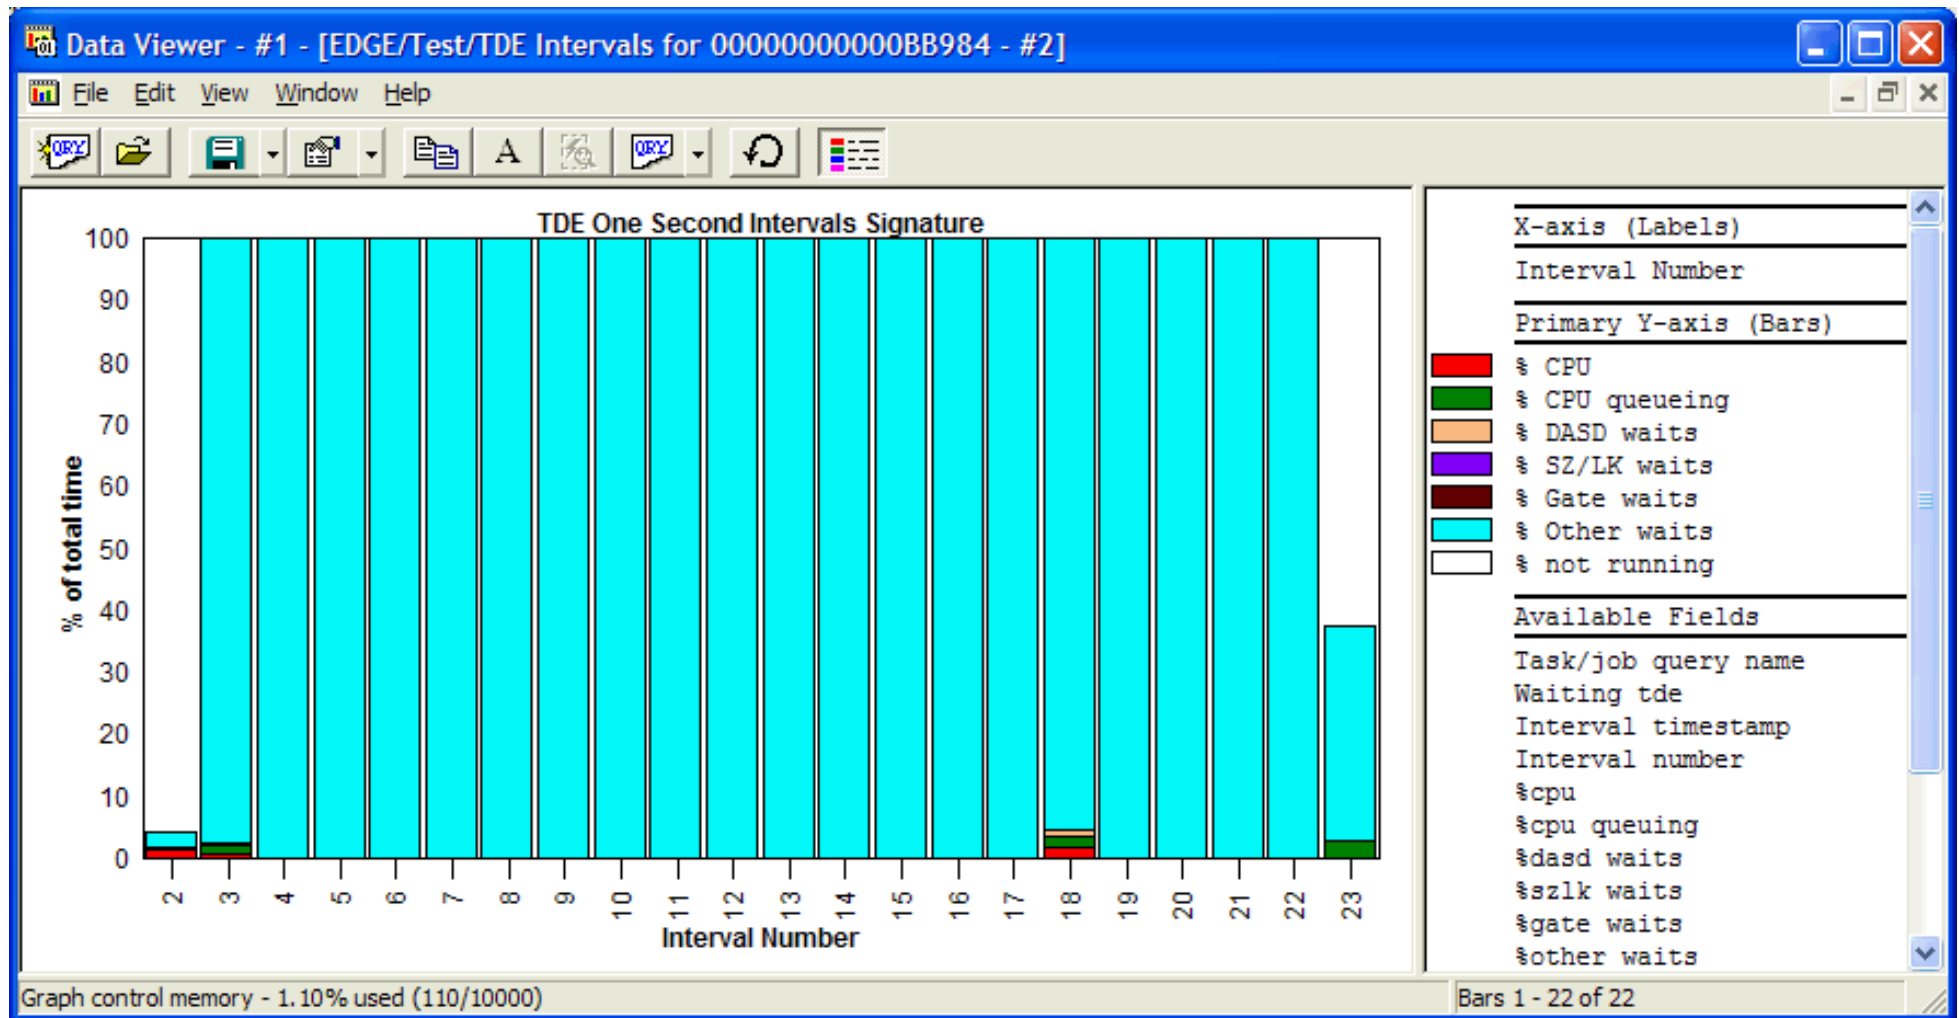 Data Viewer - #1 - [EDGE/Test/TDE Intervals for 00000000000BB984 - #2]
File Edit View Window Help
QRY A QRY
TDE One Second Intervals Signature
% of total time
100
90
80
70
60
50
40
30
20
10
0
2 3 4 5 6 7 8 9 10 11 12 13 14 15 16 17 18 19 20 21 22 23
Interval Number
X-axis (Labels)
Interval Number
Primary Y-axis (Bars)
% CPU
% CPU queueing
% DASD waits
% SZ/LK waits
% Gate waits
% Other waits
% not running
Available Fields
Task/job query name
Waiting tde
Interval timestamp
Interval number
%cpu
%cpu queuing
%dasd waits
%szlk waits
%gate waits
%other waits
Graph control memory - 1.10% used (110/10000)
Bars 1 - 22 of 22